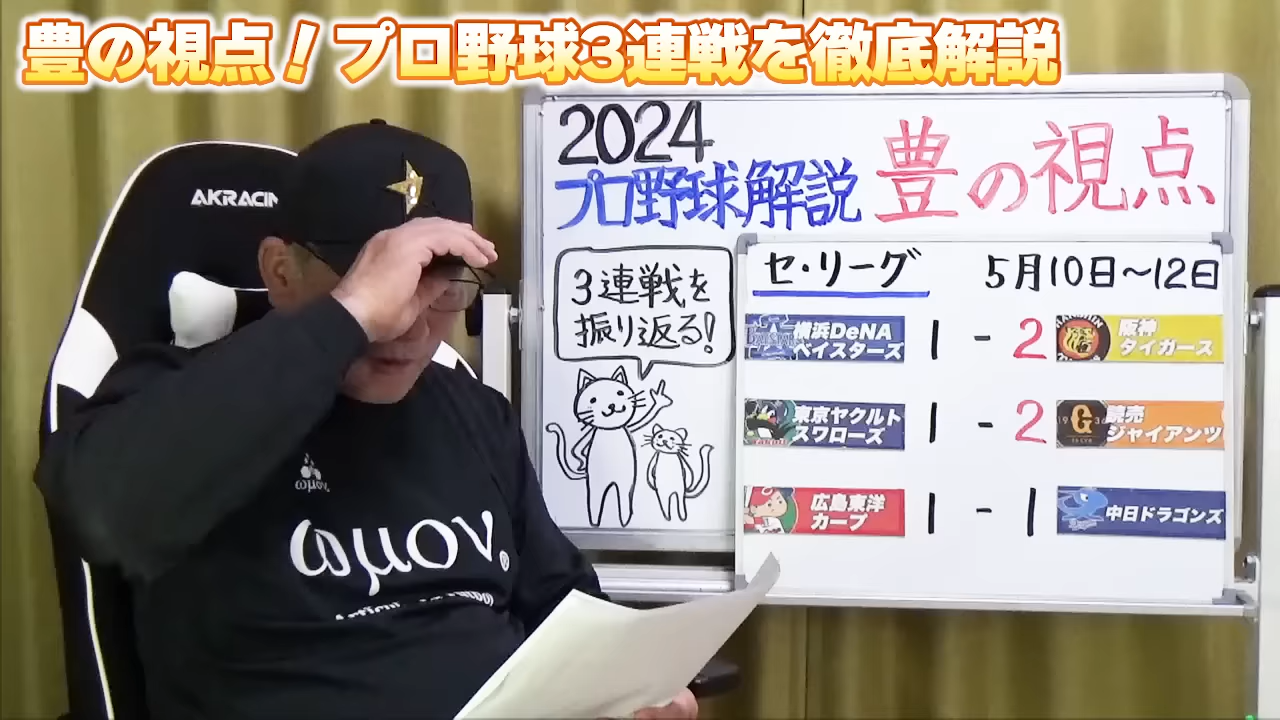 豊の視点！プロ野球3連戦を徹底解説
AKRACIN
2024
プロ野球解説 豊の視点
3連戦を
振り返る!
セ・リーグ 5月10日～12日
横浜DeNA
ベイスターズ 1 - 2 阪神
タイガース
東京ヤクルト
スワローズ 1 - 2 読売
ジャイアンツ
広島東洋
カープ 1 - 1 中日ドラゴンズ
ωμον.
ωμον®